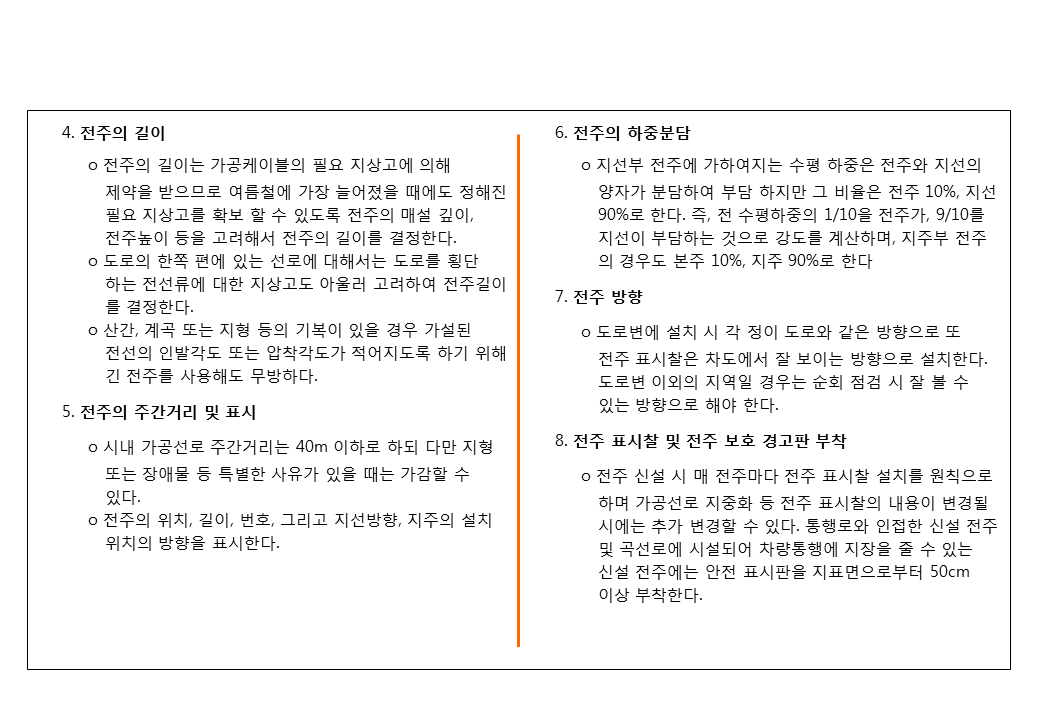 4. 전주의 길이
ο 전주의 길이는 가공케이블의 필요 지상고에 의해
제약을 받으므로 여름철에 가장 늘어졌을 때에도 정해진
필요 지상고를 확보 할 수 있도록 전주의 매설 깊이,
전주높이 등을 고려해서 전주의 길이를 결정한다.
ο 도로의 한쪽 편에 있는 선로에 대해서는 도로를 횡단
하는 전선류에 대한 지상고도 아울러 고려하여 전주길이
를 결정한다.
ο 산간, 계곡 또는 지형 등의 기복이 있을 경우 가설된
전선의 인발각도 또는 압착각도가 적어지도록 하기 위해
긴 전주를 사용해도 무방하다.
5. 전주의 주간거리 및 표시
ο 시내 가공선로 주간거리는 40m 이하로 하되 다만 지형
또는 장애물 등 특별한 사유가 있을 때는 가감할 수
있다.
ο 전주의 위치, 길이, 번호, 그리고 지선방향, 지주의 설치
위치의 방향을 표시한다.
6. 전주의 하중분담
ο 지선부 전주에 가하여지는 수평 하중은 전주와 지선의
양자가 분담하여 부담 하지만 그 비율은 전주 10%, 지선
90%로 한다. 즉, 전 수평하중의 1/10을 전주가, 9/10를
지선이 부담하는 것으로 강도를 계산하며, 지주부 전주
의 경우도 본주 10%, 지주 90%로 한다
7. 전주 방향
ο 도로변에 설치 시 각 정이 도로와 같은 방향으로 또
전주 표시찰은 차도에서 잘 보이는 방향으로 설치한다.
도로변 이외의 지역일 경우는 순회 점검 시 잘 볼 수
있는 방향으로 해야 한다.
8. 전주 표시찰 및 전주 보호 경고판 부착
ο 전주 신설 시 매 전주마다 전주 표시찰 설치를 원칙으로
하며 가공선로 지중화 등 전주 표시찰의 내용이 변경될
시에는 추가 변경할 수 있다. 통행로와 인접한 신설 전주
및 곡선로에 시설되어 차량통행에 지장을 줄 수 있는
신설 전주에는 안전 표시판을 지표면으로부터 50cm
이상 부착한다.